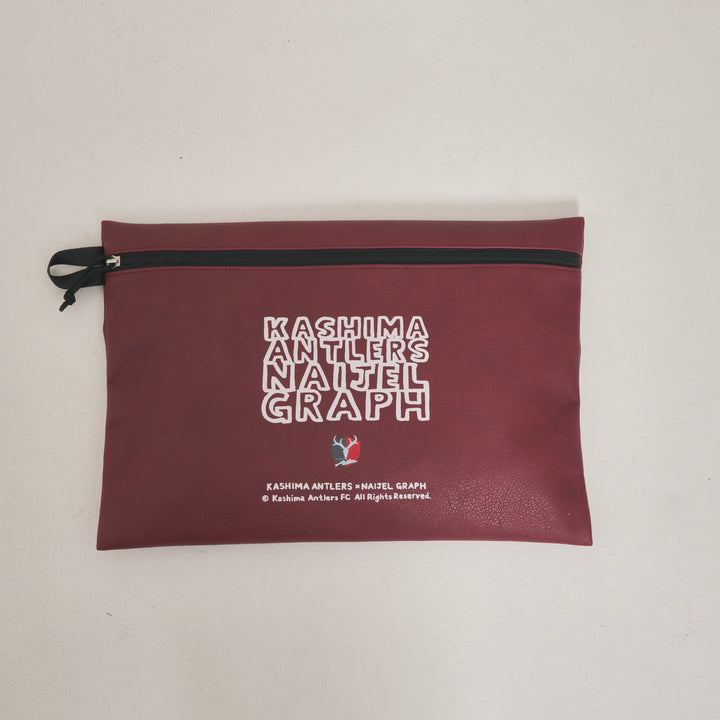 KASHIMA
ANTLERS
NAIJEL
GRAPH
KASHIMA ANTLERS × NAIJEL GRAPH
© Kashima Antlers FC All Rights Reserved.